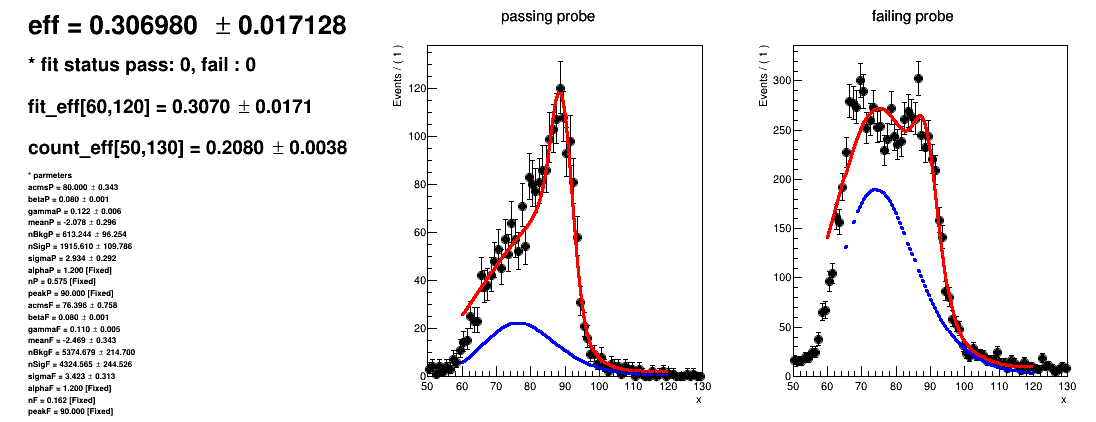 eff = 0.306980 ± 0.017128
* fit status pass: 0, fail : 0
fit_eff[60,120] = 0.3070 ± 0.0171
count_eff[50,130] = 0.2080 ± 0.0038
* parmeters
acmsP = 80.000 ± 0.343
betaP = 0.080 ± 0.001
gammaP = 0.122 ± 0.006
meanP = -2.078 ± 0.296
nBkgP = 613.244 ± 96.254
nSigP = 1915.610 ± 109.786
sigmaP = 2.934 ± 0.292
alphaP = 1.200 [Fixed]
nP = 0.575 [Fixed]
peakP = 90.000 [Fixed]
acmsF = 76.396 ± 0.758
betaF = 0.080 ± 0.001
gammaF = 0.110 ± 0.005
meanF = -2.469 ± 0.343
nBkgF = 5374.679 ± 214.700
nSigF = 4324.565 ± 244.526
sigmaF = 3.423 ± 0.313
alphaF = 1.200 [Fixed]
nF = 0.162 [Fixed]
peakF = 90.000 [Fixed]
passing probe
Events / ( 1 )
120
100
80
60
40
20
0
50 60 70 80 90 100 110 120 130
x
failing probe
Events / ( 1 )
300
250
200
150
100
50
0
50 60 70 80 90 100 110 120 130
x